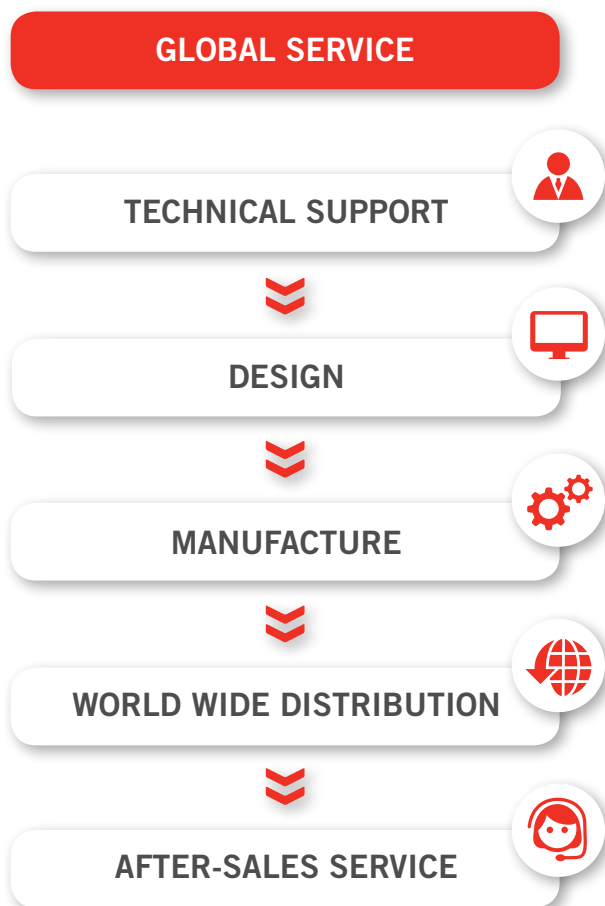 GLOBAL SERVICE
TECHNICAL SUPPORT
DESIGN
MANUFACTURE
WORLD WIDE DISTRIBUTION
AFTER-SALES SERVICE